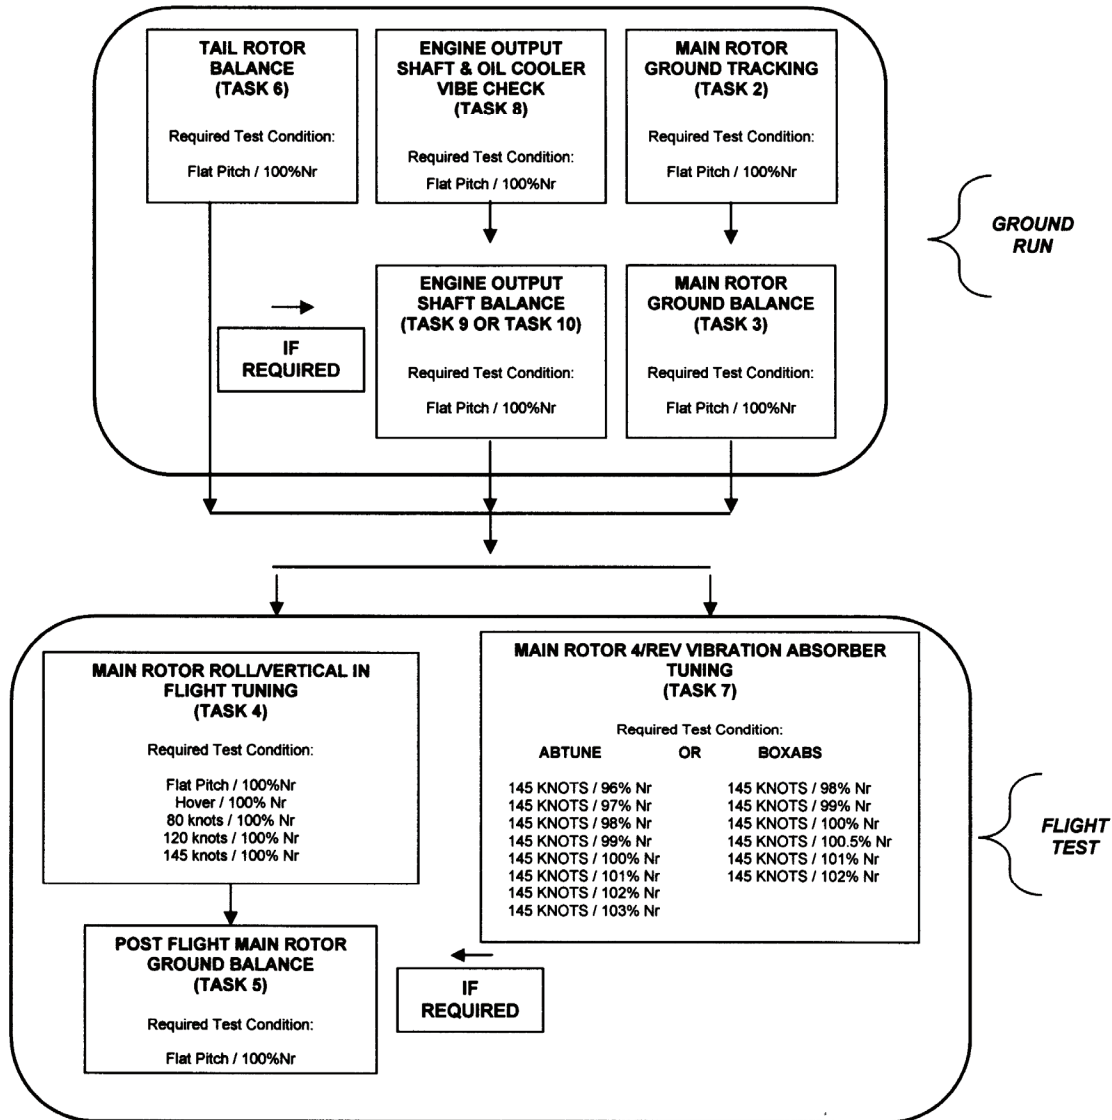 TAIL ROTOR
BALANCE
(TASK 6)
Required Test Condition:
Flat Pitch / 100%Nr
ENGINE OUTPUT
SHAFT & OIL COOLER
VIBE CHECK
(TASK 8)
Required Test Condition:
Flat Pitch / 100%Nr
MAIN ROTOR
GROUND TRACKING
(TASK 2)
Required Test Condition:
Flat Pitch / 100%Nr
GROUND
RUN
IF
REQUIRED
ENGINE OUTPUT
SHAFT BALANCE
(TASK 9 OR TASK 10)
Required Test Condition:
Flat Pitch / 100%Nr
MAIN ROTOR
GROUND BALANCE
(TASK 3)
Required Test Condition:
Flat Pitch / 100%Nr
MAIN ROTOR ROLL/VERTICAL IN
FLIGHT TUNING
(TASK 4)
Required Test Condition:
Flat Pitch / 100%Nr
Hover / 100% Nr
80 knots / 100% Nr
120 knots / 100% Nr
145 knots / 100% Nr
MAIN ROTOR 4/REV VIBRATION ABSORBER
TUNING
(TASK 7)
Required Test Condition:
ABTUNE OR BOXABS
145 KNOTS / 96% Nr 145 KNOTS / 98% Nr
145 KNOTS / 97% Nr 145 KNOTS / 99% Nr
145 KNOTS / 98% Nr 145 KNOTS / 100% Nr
145 KNOTS / 99% Nr 145 KNOTS / 100.5% Nr
145 KNOTS / 100% Nr 145 KNOTS / 101% Nr
145 KNOTS / 101% Nr 145 KNOTS / 102% Nr
145 KNOTS / 102% Nr
145 KNOTS / 103% Nr
FLIGHT
TEST
POST FLIGHT MAIN ROTOR
GROUND BALANCE
(TASK 5)
Required Test Condition:
Flat Pitch / 100%Nr
IF
REQUIRED